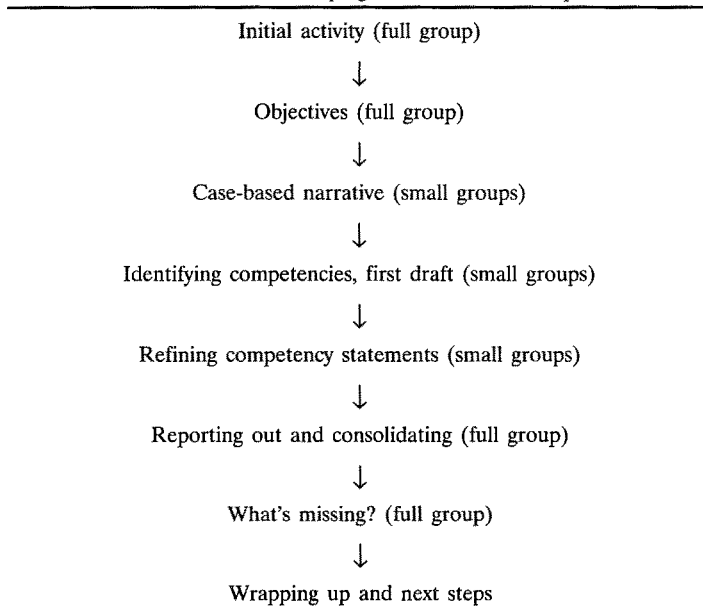 Initial activity (full group)
↓
Objectives (full group)
↓
Case-based narrative (small groups)
↓
Identifying competencies, first draft (small groups)
↓
Refining competency statements (small groups)
↓
Reporting out and consolidating (full group)
↓
What's missing? (full group)
↓
Wrapping up and next steps